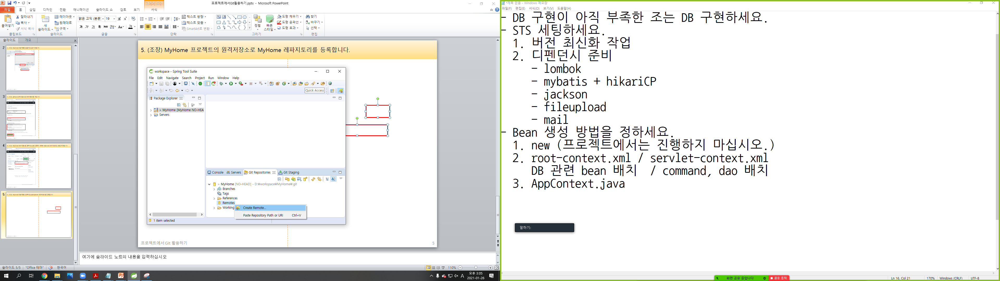 프로젝트에서Git활용하기.pptx - Microsoft PowerPoint
그리기 도구
파일 홈 삽입 디자인 전환 애니메이션 슬라이드 쇼 검토 보기 서식
붙여넣기
잘라내기
복사
서식 복사
클립보드
새 슬라이드
레이아웃
원래대로
구역
슬라이드
맑은 고딕 (본문)
19
글꼴
텍스트 방향
텍스트 맞춤
SmartArt로 변환
단락
정렬
빠른 스타일
도형 채우기
도형 윤곽선
도형 효과
그리기
찾기
바꾸기
선택
편집
슬라이드 개요
2
3
4
5
5. (조장) MyHome 프로젝트의 원격저장소로 MyHome 레파지토리를 등록합니다.
workspace - Spring Tool Suite
File Edit Navigate Search Project Run Window Help
Quick Access
Package Explorer
> MyHome [MyHome NO-HEA
Servers
Console Servers Git Repositories Git Staging
> MyHome [NO-HEAD] - D:₩workspace₩MyHome₩.git
Branches
Tags
References
Remotes
Working
Create Remote...
Paste Repository Path or URI Ctrl+V
1 item selected
프로젝트에서 Git 활용하기
5
여기에 슬라이드 노트의 내용을 입력하십시오
슬라이드 5/5 "Office 테마" 한국어
110%
오후 3:05
2021-01-26
*제목 없음 - Windows 메모장
파일(F) 편집(E) 서식(O) 보기(V) 도움말(H)
- DB 구현이 아직 부족한 조는 DB 구현하세요.
- STS 세팅하세요.
1. 버전 최신화 작업
2. 디펜던시 준비
- lombok
- mybatis + hikariCP
- jackson
- fileupload
- mail
- Bean 생성 방법을 정하세요.
1. new (프로젝트에서는 진행하지 마십시오.)
2. root-context.xml / servlet-context.xml
DB 관련 bean 배치 / command, dao 배치
3. AppContext.java
말하기:
화면 공유 중입니다
공유 중지
Ln 16, Col 21 170% Windows (CRLF) UTF-8